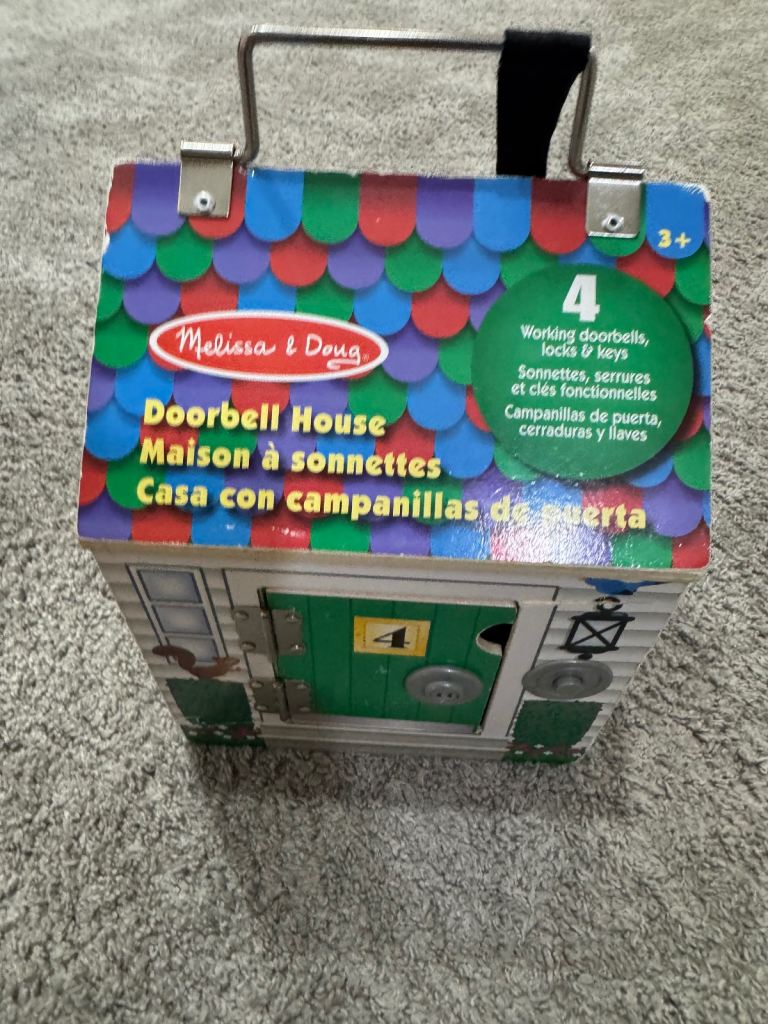 3+
4
Working doorbells,
locks & keys
Sonnettes, serrures
et clés fonctionnelles
Campanillas de puerta,
cerraduras y llaves
Melissa & Doug®
Doorbell House
Maison à sonnettes
Casa con campanillas de puerta
4